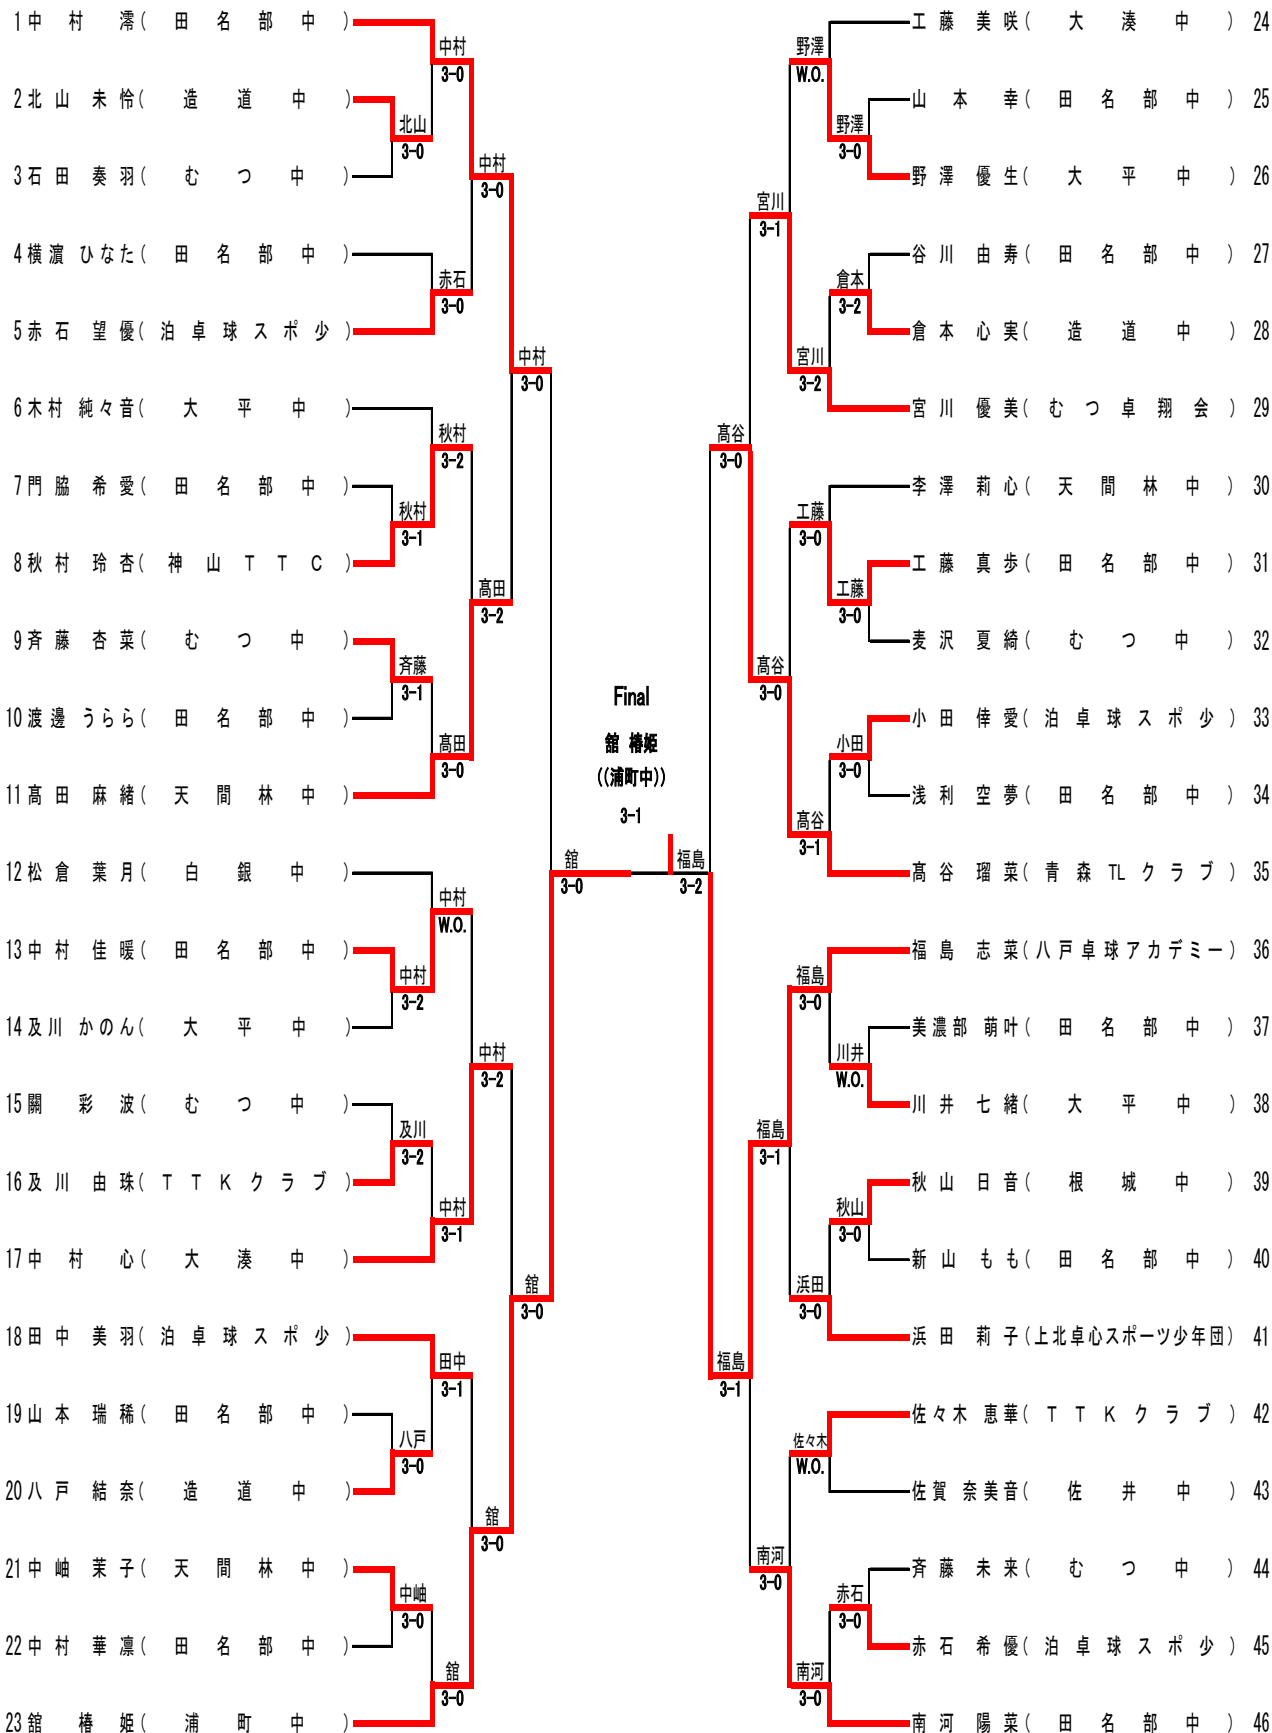 1 中村 澪 (田名部中)
2 北山 未怜 (造道中)
3 石田 奏羽 (むつ中)
4 横濵 ひなた (田名部中)
5 赤石 望優 (泊卓球スポ少)
6 木村 純々音 (大平中)
7 門脇 希愛 (田名部中)
8 秋村 玲杏 (神山TTC)
9 斉藤 杏菜 (むつ中)
10 渡邊 うらら (田名部中)
11 髙田 麻緒 (天間林中)
12 松倉 葉月 (白銀中)
13 中村 佳暖 (田名部中)
14 及川 かのん (大平中)
15 關 彩波 (むつ中)
16 及川 由珠 (TTKクラブ)
17 中村 心 (大湊中)
18 田中 美羽 (泊卓球スポ少)
19 山本 瑞稀 (田名部中)
20 八戸 結奈 (造道中)
21 中岫 茉子 (天間林中)
22 中村 華凛 (田名部中)
23 舘 椿姫 (浦町中)
北山
3-0
秋村
3-1
斉藤
3-1
中村
3-2
及川
3-2
八戸
3-0
中岫
3-0
中村
3-0
赤石
3-0
秋村
3-2
髙田
3-0
中村
W.O.
中村
3-1
田中
3-1
舘
3-0
中村
3-0
髙田
3-2
中村
3-2
舘
3-0
中村
3-0
舘
3-0
舘
3-0
Final
舘 椿姫
((浦町中))
3-1
福島
3-2
髙谷
3-0
福島
3-1
宮川
3-1
髙谷
3-0
福島
3-1
南河
3-0
野澤
W.O.
宮川
3-2
工藤
3-0
髙谷
3-1
福島
3-0
浜田
3-0
佐々木
W.O.
南河
3-0
野澤
3-0
倉本
3-2
工藤
3-0
小田
3-0
川井
W.O.
秋山
3-0
赤石
3-0
工藤 美咲 (大湊中) 24
山本 幸 (田名部中) 25
野澤 優生 (大平中) 26
谷川 由寿 (田名部中) 27
倉本 心実 (造道中) 28
宮川 優美 (むつ卓翔会) 29
李澤 莉心 (天間林中) 30
工藤 真歩 (田名部中) 31
麦沢 夏綺 (むつ中) 32
小田 倖愛 (泊卓球スポ少) 33
浅利 空夢 (田名部中) 34
髙谷 瑠菜 (青森TLクラブ) 35
福島 志菜 (八戸卓球アカデミー) 36
美濃部 萌叶 (田名部中) 37
川井 七緒 (大平中) 38
秋山 日音 (根城中) 39
新山 もも (田名部中) 40
浜田 莉子 (上北卓心スポーツ少年団) 41
佐々木 恵華 (TTKクラブ) 42
佐賀 奈美音 (佐井中) 43
斉藤 未来 (むつ中) 44
赤石 希優 (泊卓球スポ少) 45
南河 陽菜 (田名部中) 46